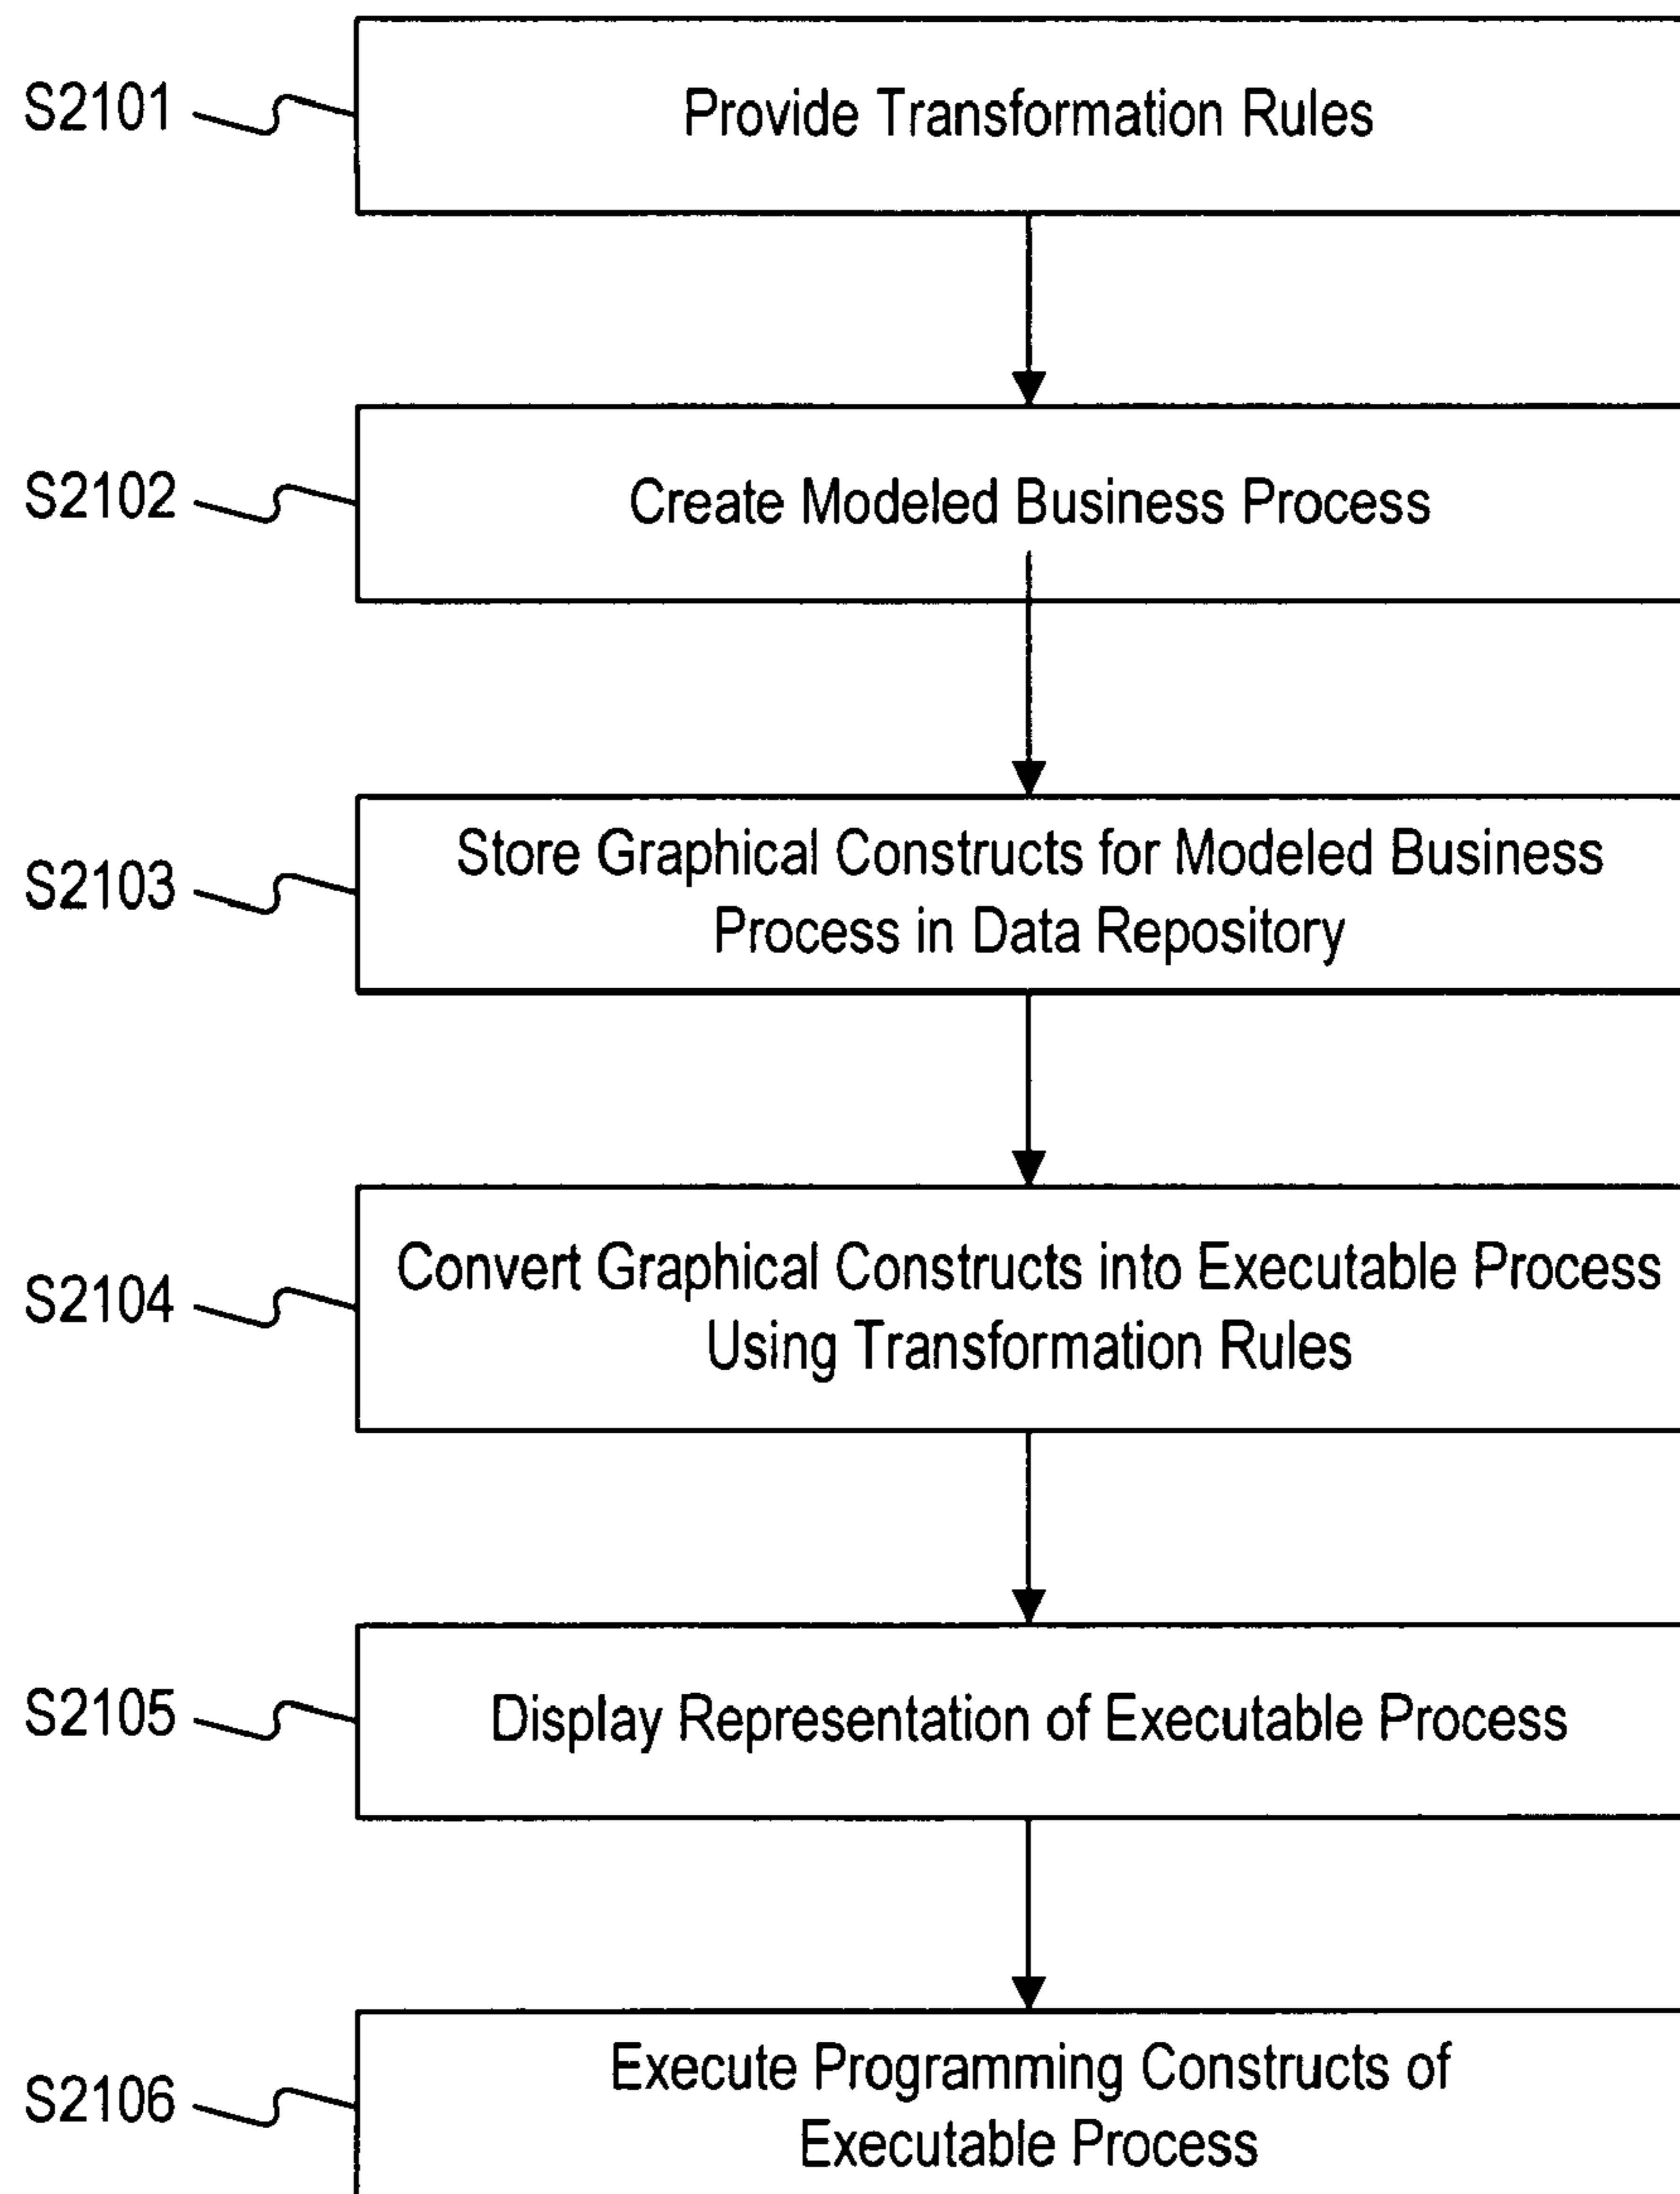 S2101
Provide Transformation Rules
S2102
Create Modeled Business Process
S2103
Store Graphical Constructs for Modeled Business
Process in Data Repository
S2104
Convert Graphical Constructs into Executable Process
Using Transformation Rules
S2105
Display Representation of Executable Process
S2106
Execute Programming Constructs of
Executable Process